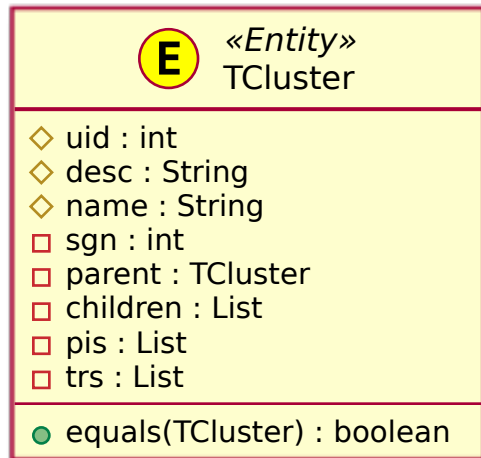 E
«Entity»
TCluster
uid : int
desc : String
name : String
sgn : int
parent : TCluster
children : List
pis : List
trs : List
equals(TCluster) : boolean